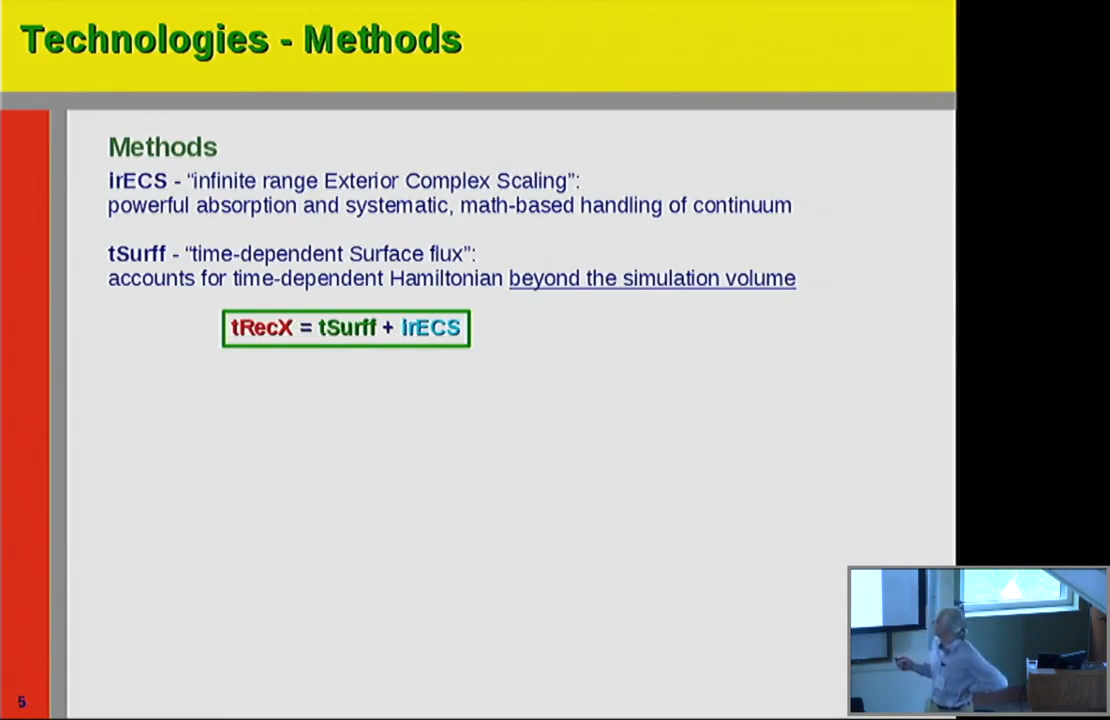 Technologies - Methods
Methods
irECS - “infinite range Exterior Complex Scaling”:
powerful absorption and systematic, math-based handling of continuum
tSurff - “time-dependent Surface flux”:
accounts for time-dependent Hamiltonian beyond the simulation volume
tRecX = tSurff + irECS
5